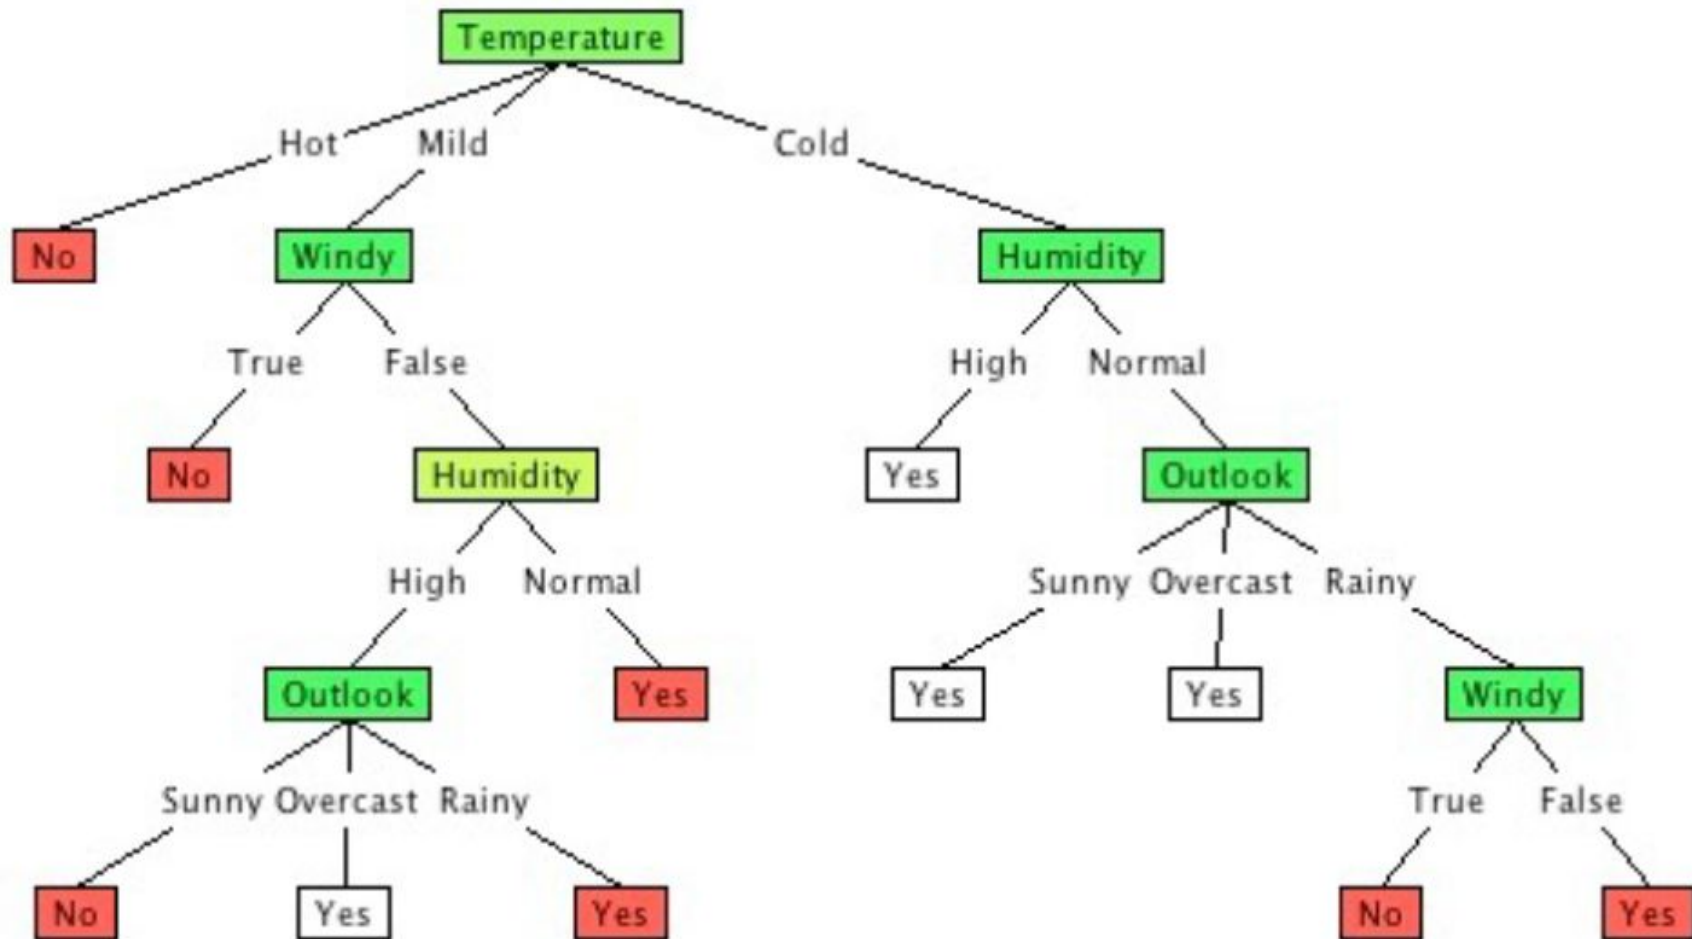 Temperature
Hot Mild Cold
No Windy Humidity
True False High Normal
No Humidity Yes Outlook
High Normal Sunny Overcast Rainy
Outlook Yes Yes Yes Windy
Sunny Overcast Rainy True False
No Yes Yes No Yes